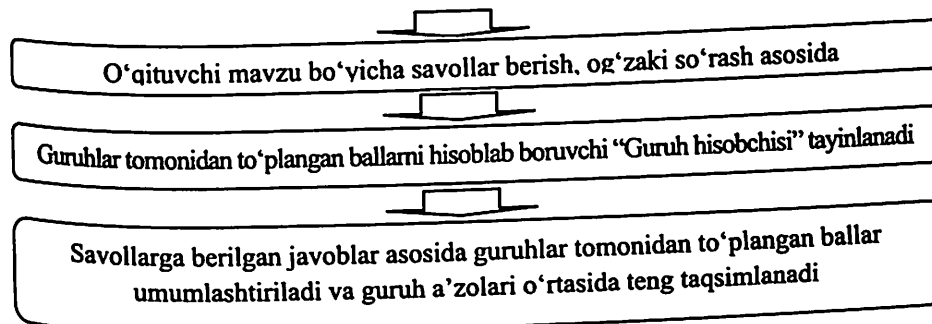 O‘qituvchi mavzu bo‘yicha savollar berish, og‘zaki so‘rash asosida
Guruhlar tomonidan to‘plangan ballarni hisoblab boruvchi “Guruh hisobchisi” tayinlanadi
Savollarga berilgan javoblar asosida guruhlar tomonidan to‘plangan ballar
umumlashtiriladi va guruh a’zolari o‘rtasida teng taqsimlanadi